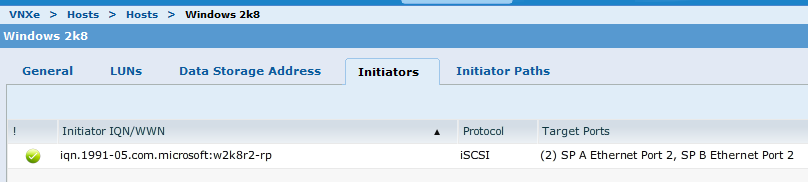 VNXe > Hosts > Hosts > Windows 2k8
Windows 2k8
General LUNs Data Storage Address Initiators Initiator Paths
! Initiator IQN/WWN ▲ Protocol Target Ports
iqn.1991-05.com.microsoft:w2k8r2-rp iSCSI (2) SP A Ethernet Port 2, SP B Ethernet Port 2